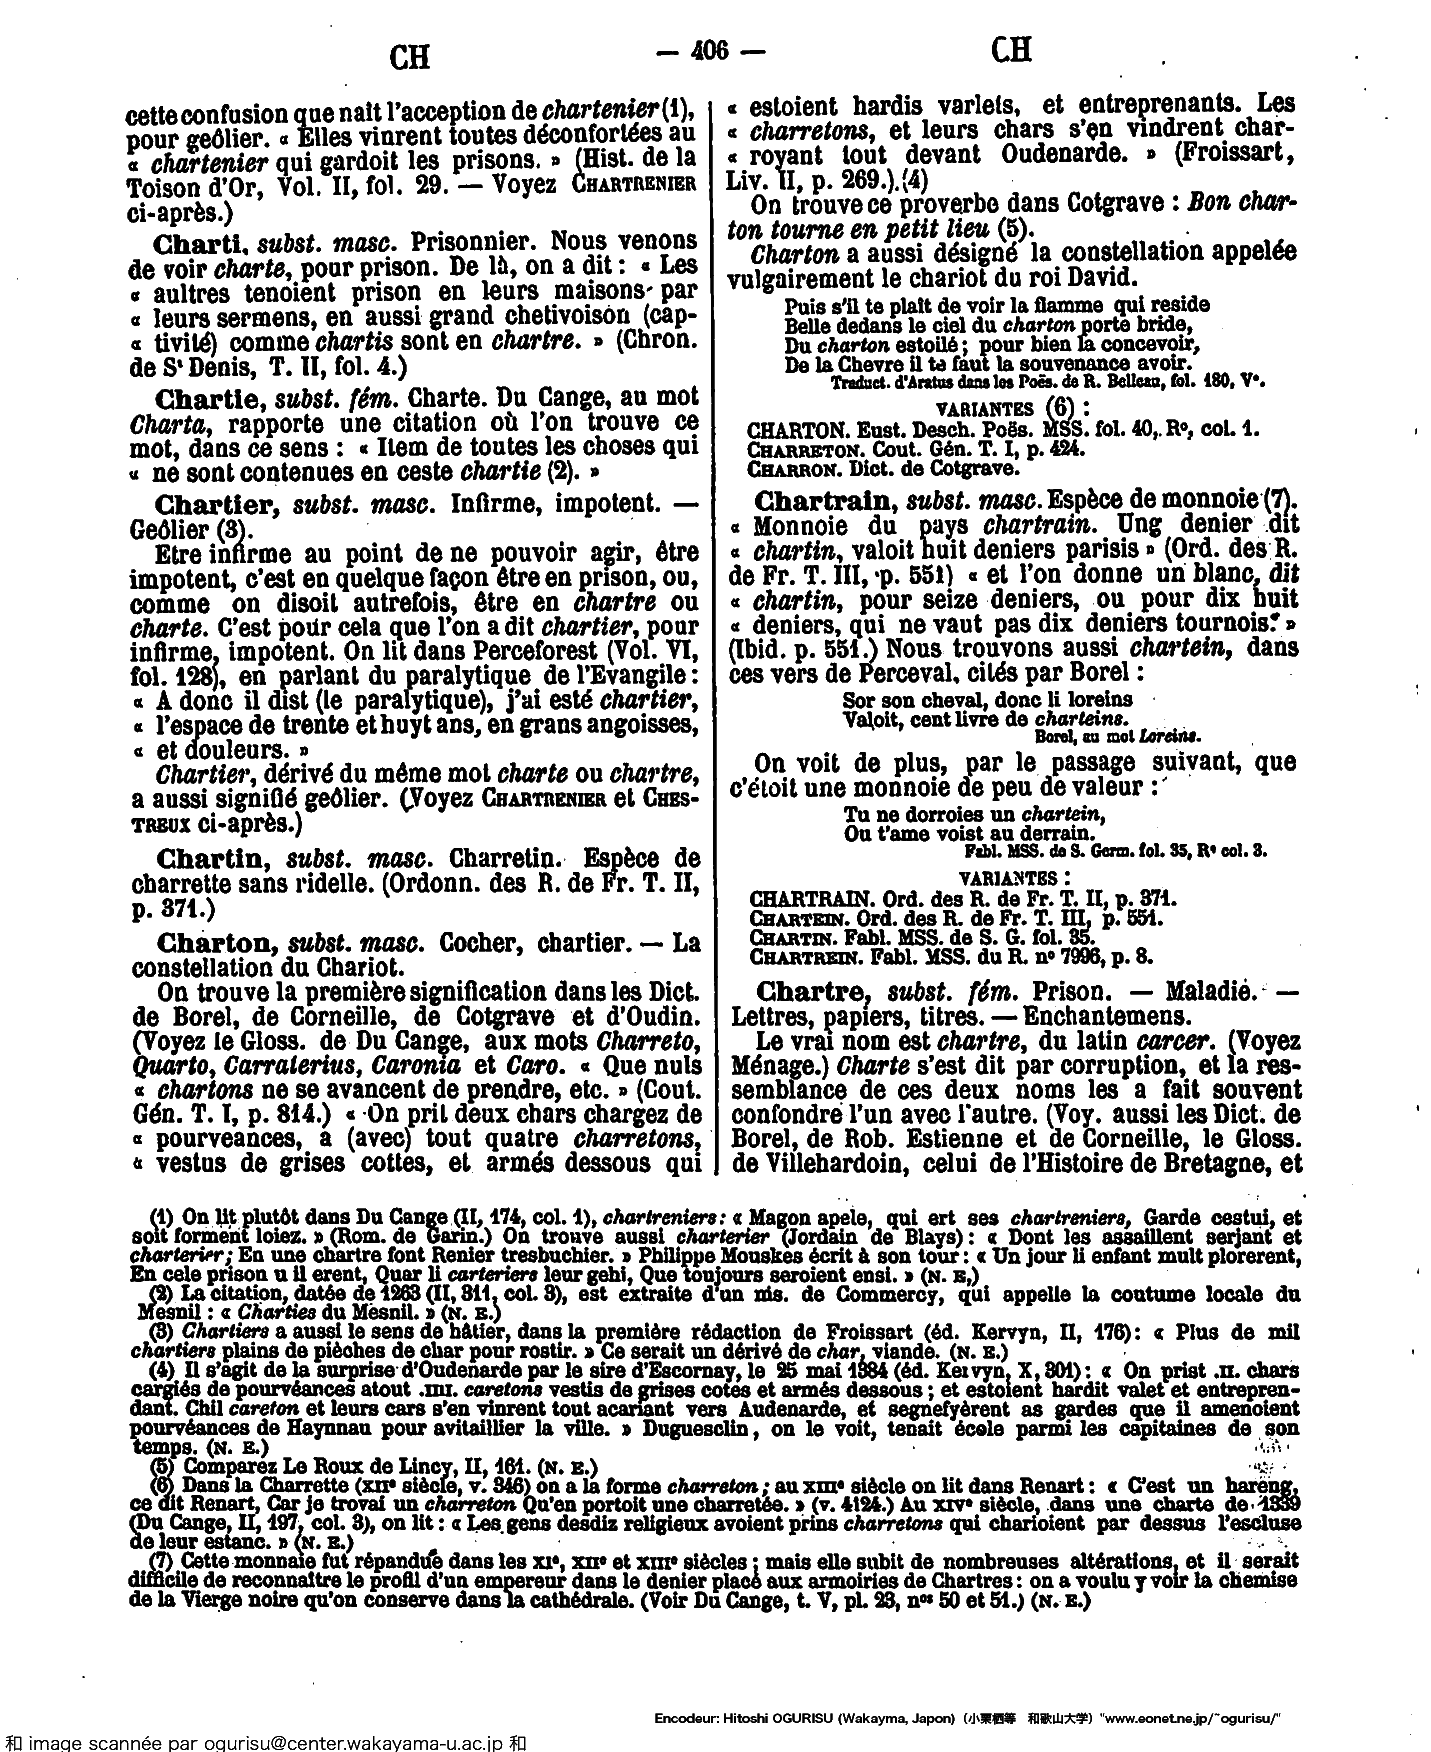 CH
— 406 —
CH
cette confusion que naît l'acception de chartenier (1),
pour geôlier. « Elles vinrent toutes déconfortées au
« chartenier qui gardoit les prisons. » (Hist. de la
Toison d'Or, Vol. II, fol. 29. — Voyez CHARTRENIER
ci-après.)
Charti, subst. masc. Prisonnier. Nous venons
de voir charte, pour prison. De là, on a dit : « Les
« aultres tenoient prison en leurs maisons par
« leurs sermens, en aussi grand chetivoison (cap-
« tivité) comme chartis sont en chartre. » (Chron.
de St Denis, T. II, fol. 4.)
Chartie, subst. fém. Charte. Du Cange, au mot
Charta, rapporte une citation où l'on trouve ce
mot, dans ce sens : « Item de toutes les choses qui
« ne sont contenues en ceste chartie (2). »
Chartier, subst. masc. Infirme, impotent. —
Geôlier (3).
Etre infirme au point de ne pouvoir agir, être
impotent, c'est en quelque façon être en prison, ou,
comme on disoit autrefois, être en chartre ou
charte. C'est pour cela que l'on a dit chartier, pour
infirme, impotent. On lit dans Perceforest (Vol. VI,
fol. 128), en parlant du paralytique de l'Evangile :
« A donc il dist (le paralytique), j'ai esté chartier,
« l'espace de trente et huyt ans, en grans angoisses,
« et douleurs. »
Chartier, dérivé du même mot charte ou chartre,
a aussi signifié geôlier. (Voyez CHARTRENIER et CHES-
TREUX ci-après.)
Chartin, subst. masc. Charretin. Espèce de
charrette sans ridelle. (Ordonn. des R. de Fr. T. II,
p. 371.)
Charton, subst. masc. Cocher, chartier. — La
constellation du Chariot.
On trouve la première signification dans les Dict.
de Borel, de Corneille, de Cotgrave et d'Oudin.
(Voyez le Gloss. de Du Cange, aux mots Charreto,
Quarto, Carralerius, Caronia et Caro. « Que nuls
« chartons ne se avancent de prendre, etc. » (Cout.
Gén. T. I, p. 814.) « On prit deux chars chargez de
« pourveances, a (avec) tout quatre charretons,
« vestus de grises cottes, et armés dessous qui
« estoient hardis varlets, et entreprenants. Les
« charretons, et leurs chars s'en vindrent char-
« royant tout devant Oudenarde. » (Froissart,
Liv. II, p. 269.) (4)
On trouve ce proverbe dans Cotgrave : Bon char-
ton tourne en petit lieu (5).
Charton a aussi désigné la constellation appelée
vulgairement le chariot du roi David.
Puis s'il te plait de voir la flamme qui reside
Belle dedans le ciel du charton porte bride,
Du charton estoilé ; pour bien la concevoir,
De la Chevre il te faut la souvenance avoir.
Traduct. d'Aratus dans les Poës. de R. Belleau, fol. 180, V°.
VARIANTES (6) :
CHARTON. Eust. Desch. Poës. MSS. fol. 40, R°, col. 1.
CHARRETON. Cout. Gén. T. I, p. 424.
CHARRON. Dict. de Cotgrave.
Chartrain, subst. masc. Espèce de monnoie (7).
« Monnoie du pays chartrain. Ung denier dit
« chartin, valoit huit deniers parisis » (Ord. des R.
de Fr. T. III, p. 551) « et l'on donne un blanc, dit
« chartin, pour seize deniers, ou pour dix huit
« deniers, qui ne vaut pas dix deniers tournois. »
(Ibid. p. 551.) Nous trouvons aussi chartein, dans
ces vers de Perceval, cités par Borel :
Sor son cheval, donc li loreins
Valoit, cent livre de charteins.
Borel, au mot Loreins.
On voit de plus, par le passage suivant, que
c'étoit une monnoie de peu de valeur :
Tu ne dorroies un chartein,
Ou t'ame voist au derrain.
Fabl. MSS. de S. Germ. fol. 35, R° col. 3.
VARIANTES :
CHARTRAIN. Ord. des R. de Fr. T. II, p. 371.
CHARTEIN. Ord. des R. de Fr. T. III, p. 551.
CHARTIN. Fabl. MSS. de S. G. fol. 35.
CHARTREIN. Fabl. MSS. du R. n° 7996, p. 8.
Chartre, subst. fém. Prison. — Maladie. —
Lettres, papiers, titres. — Enchantemens.
Le vrai nom est chartre, du latin carcer. (Voyez
Ménage.) Charte s'est dit par corruption, et la res-
semblance de ces deux noms les a fait souvent
confondre l'un avec l'autre. (Voy. aussi les Dict. de
Borel, de Rob. Estienne et de Corneille, le Gloss.
de Villehardoin, celui de l'Histoire de Bretagne, et
(1) On lit plutôt dans Du Cange (II, 174, col. 1), chartreniers : « Magon apele, qui ert ses chartreniers, Garde cestui, et
soit forment loiez. » (Rom. de Garin.) On trouve aussi charterier (Jordain de Blays) : « Dont les assaillent serjant et
charterier ; En une chartre font Renier tresbuchier. » Philippe Mouskes écrit à son tour : « Un jour li enfant mult plorerent,
En cele prison u il erent, Quar li carteriers leur gehi, Que toujours seroient ensi. » (N. E.)
(2) La citation, datée de 1263 (II, 311, col. 3), est extraite d'un ms. de Commercy, qui appelle la coutume locale du
Mesnil : « Charties du Mesnil. » (N. E.)
(3) Chartiers a aussi le sens de hâtier, dans la première rédaction de Froissart (éd. Kervyn, II, 176) : « Plus de mil
chartiers plains de pièches de char pour rostir. » Ce serait un dérivé de char, viande. (N. E.)
(4) Il s'agit de la surprise d'Oudenarde par le sire d'Escornay, le 25 mai 1384 (éd. Kervyn, X, 301) : « On prist .II. chars
cargiés de pourvéances atout .IIII. caretons vestis de grises cotes et armés dessous ; et estoient hardit valet et entrepren-
dant. Chil careton et leurs cars s'en vinrent tout acariant vers Audenarde, et segnefyèrent as gardes que il amenoient
pourvéances de Haynnau pour avitaillier la ville. » Duguesclin, on le voit, tenait école parmi les capitaines de son
temps. (N. E.)
(5) Comparez Le Roux de Lincy, II, 161. (N. E.)
(6) Dans la Charrette (XIIe siècle, v. 346) on a la forme charreton ; au XIIIe siècle on lit dans Renart : « C'est un hareng,
ce dit Renart, Car je trovai un charreton Qu'en portoit une charretée. » (v. 4124.) Au XIVe siècle, dans une charte de 1339
(Du Cange, II, 197, col. 3), on lit : « Les gens desdiz religieux avoient prins charretons qui charioient par dessus l'escluse
de leur estanc. » (N. E.)
(7) Cette monnaie fut répandue dans les XIe, XIIe et XIIIe siècles ; mais elle subit de nombreuses altérations, et il serait
difficile de reconnaître le profil d'un empereur dans le denier placé aux armoiries de Chartres : on a voulu y voir la chemise
de la Vierge noire qu'on conserve dans la cathédrale. (Voir Du Cange, t. V, pl. 23, nos 50 et 51.) (N. E.)
Encodeur: Hitoshi OGURISU (Wakayma, Japon) (小栗栖等 和歌山大学) "www.eonet.ne.jp/~ogurisu/"
和 image scannée par ogurisu@center.wakayama-u.ac.jp 和